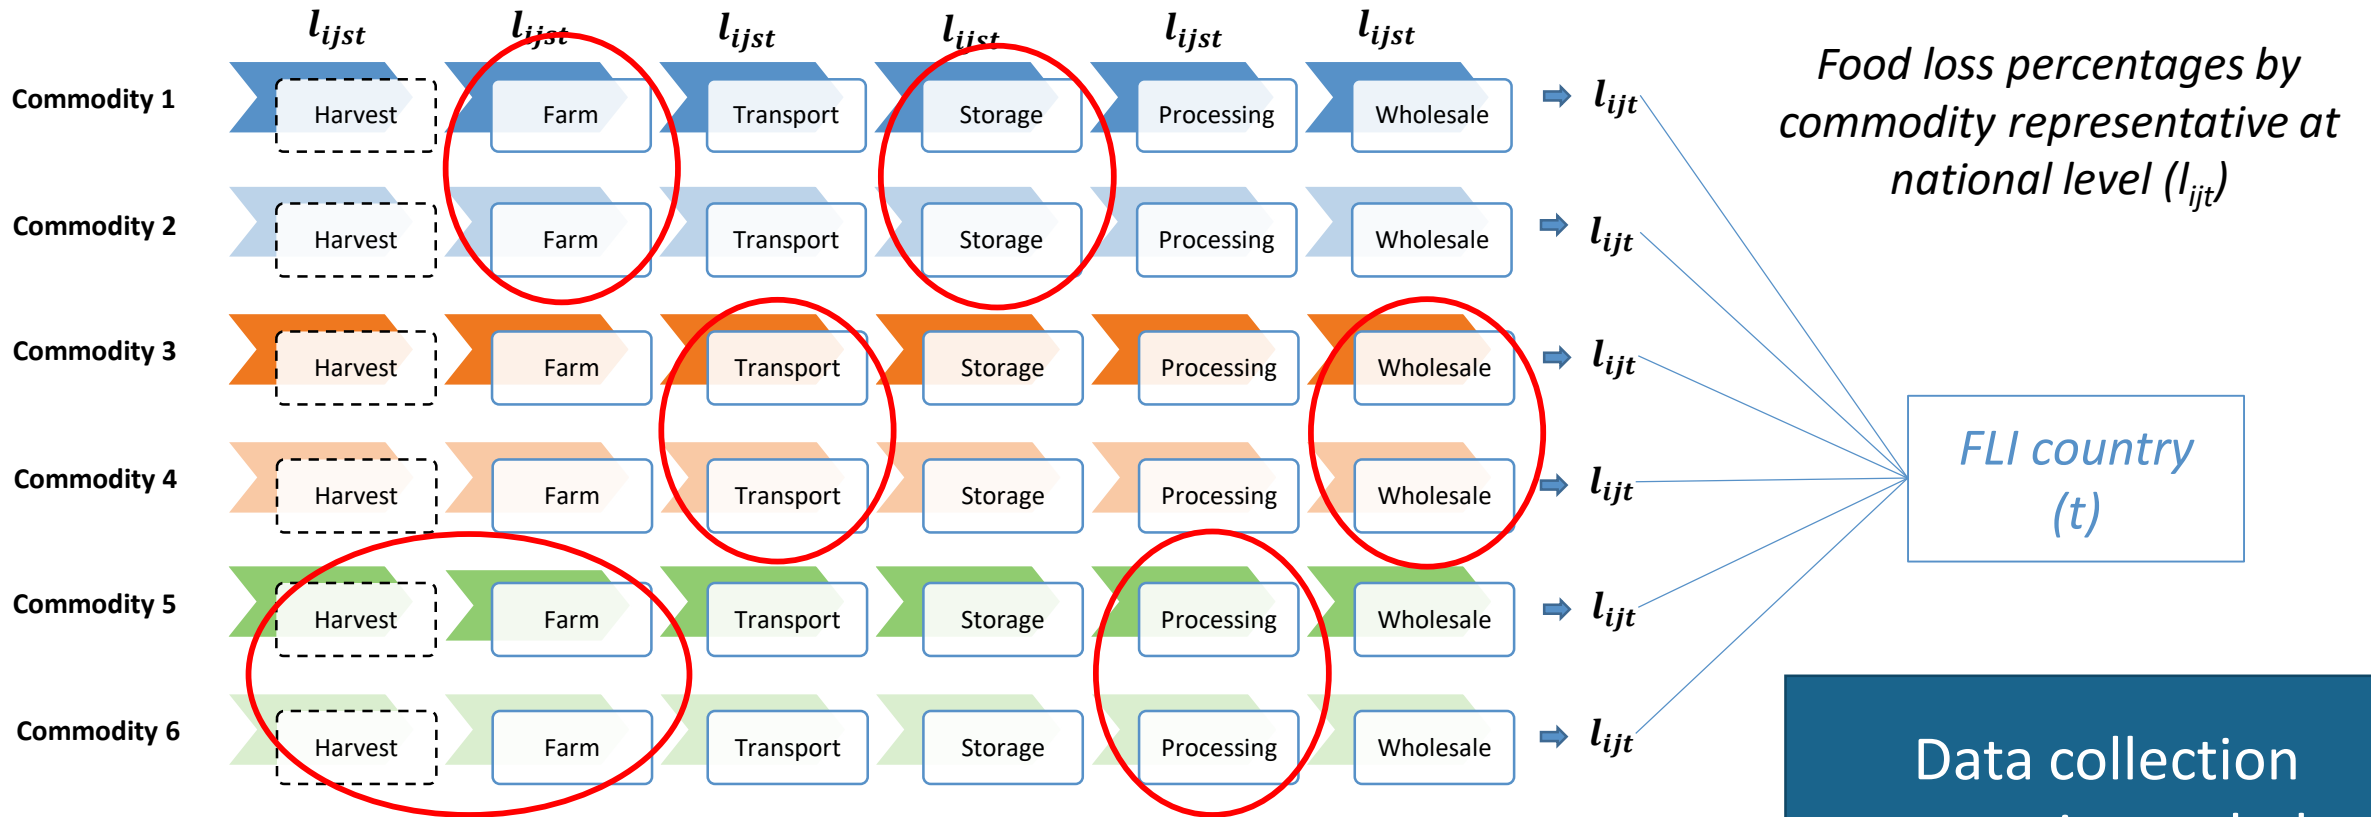 l_ijst l_ijst l_ijst l_ijst l_ijst l_ijst
Commodity 1 Harvest Farm Transport Storage Processing Wholesale l_ijt
Commodity 2 Harvest Farm Transport Storage Processing Wholesale l_ijt
Commodity 3 Harvest Farm Transport Storage Processing Wholesale l_ijt
Commodity 4 Harvest Farm Transport Storage Processing Wholesale l_ijt
Commodity 5 Harvest Farm Transport Storage Processing Wholesale l_ijt
Commodity 6 Harvest Farm Transport Storage Processing Wholesale l_ijt
Food loss percentages by
commodity representative at
national level (l_ijt)
FLI country
(t)
Data collection